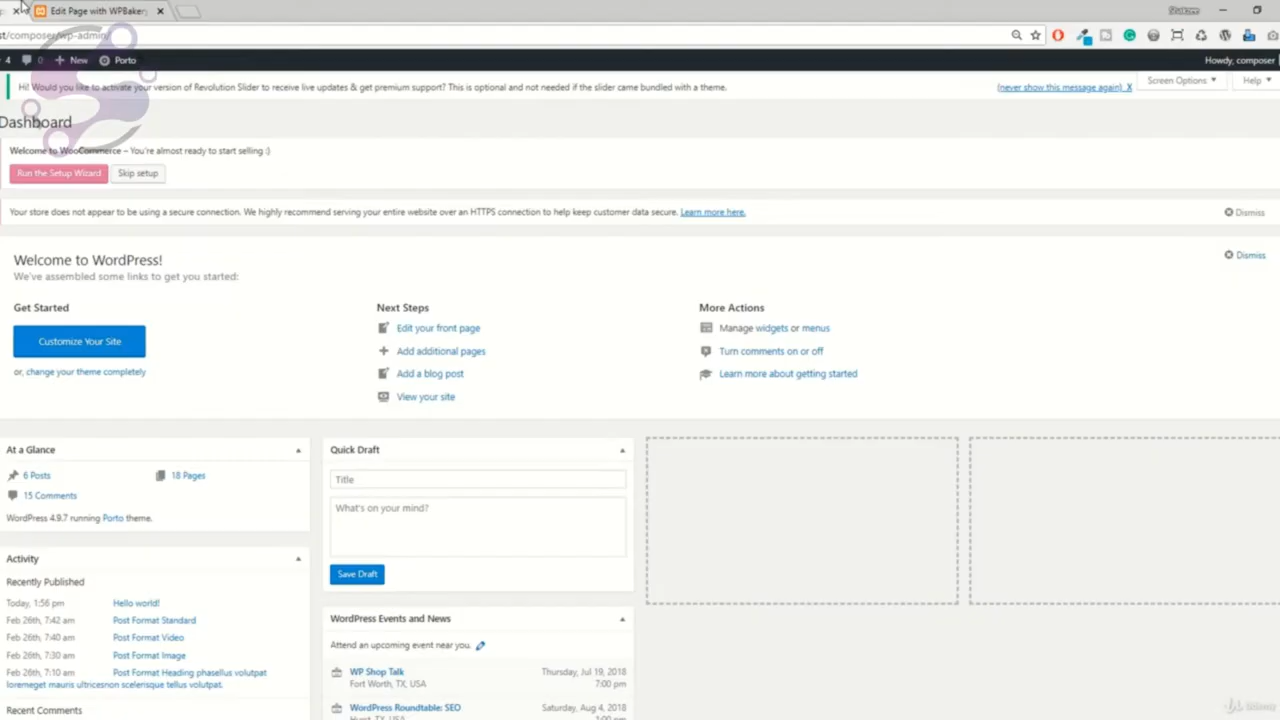 Edit Page with WPBakery
st/composer/wp-admin/
4 0 New Porto Howdy, composer
Hi! Would you like to activate your version of Revolution Slider to receive live updates & get premium support? This is optional and not needed if the slider came bundled with a theme. (never show this message again) X
Screen Options Help
Dashboard
Welcome to WooCommerce – You're almost ready to start selling :)
Run the Setup Wizard Skip setup
Your store does not appear to be using a secure connection. We highly recommend serving your entire website over an HTTPS connection to help keep customer data secure. Learn more here. Dismiss
Welcome to WordPress! Dismiss
We've assembled some links to get you started:
Get Started
Customize Your Site
or, change your theme completely
Next Steps
Edit your front page
Add additional pages
Add a blog post
View your site
More Actions
Manage widgets or menus
Turn comments on or off
Learn more about getting started
At a Glance
6 Posts 18 Pages
15 Comments
WordPress 4.9.7 running Porto theme.
Activity
Recently Published
Today, 1:56 pm Hello world!
Feb 26th, 7:42 am Post Format Standard
Feb 26th, 7:40 am Post Format Video
Feb 26th, 7:30 am Post Format Image
Feb 26th, 7:10 am Post Format Heading phasellus volutpat
loremeget mauris ultricesnon scelerisque tellus volutpat.
Recent Comments
Quick Draft
Title
What's on your mind?
Save Draft
WordPress Events and News
Attend an upcoming event near you.
WP Shop Talk Thursday, Jul 19, 2018
Fort Worth, TX, USA 7:00 pm
WordPress Roundtable: SEO Saturday, Aug 4, 2018
Hurst, TX, USA 1:00 pm
Udemy